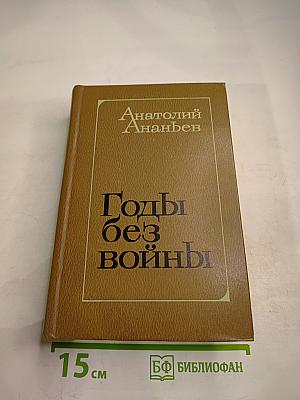 Анатолий
Ананьев
Годы
без
войны
15 см
БФ БИБЛИОФАН